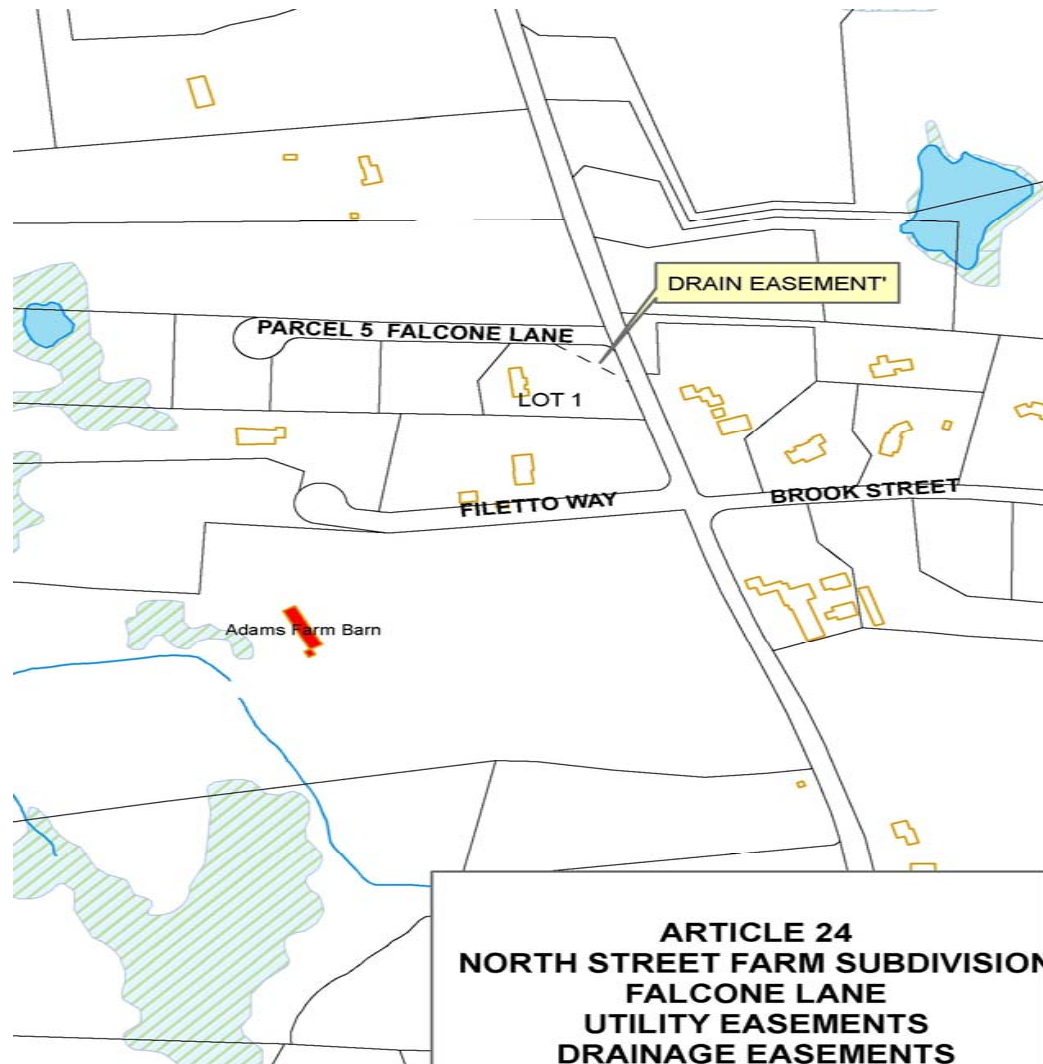 DRAIN EASEMENT'
PARCEL 5 FALCONE LANE
LOT 1
FILETTO WAY
BROOK STREET
Adams Farm Barn
ARTICLE 24
NORTH STREET FARM SUBDIVISION
FALCONE LANE
UTILITY EASEMENTS
DRAINAGE EASEMENTS